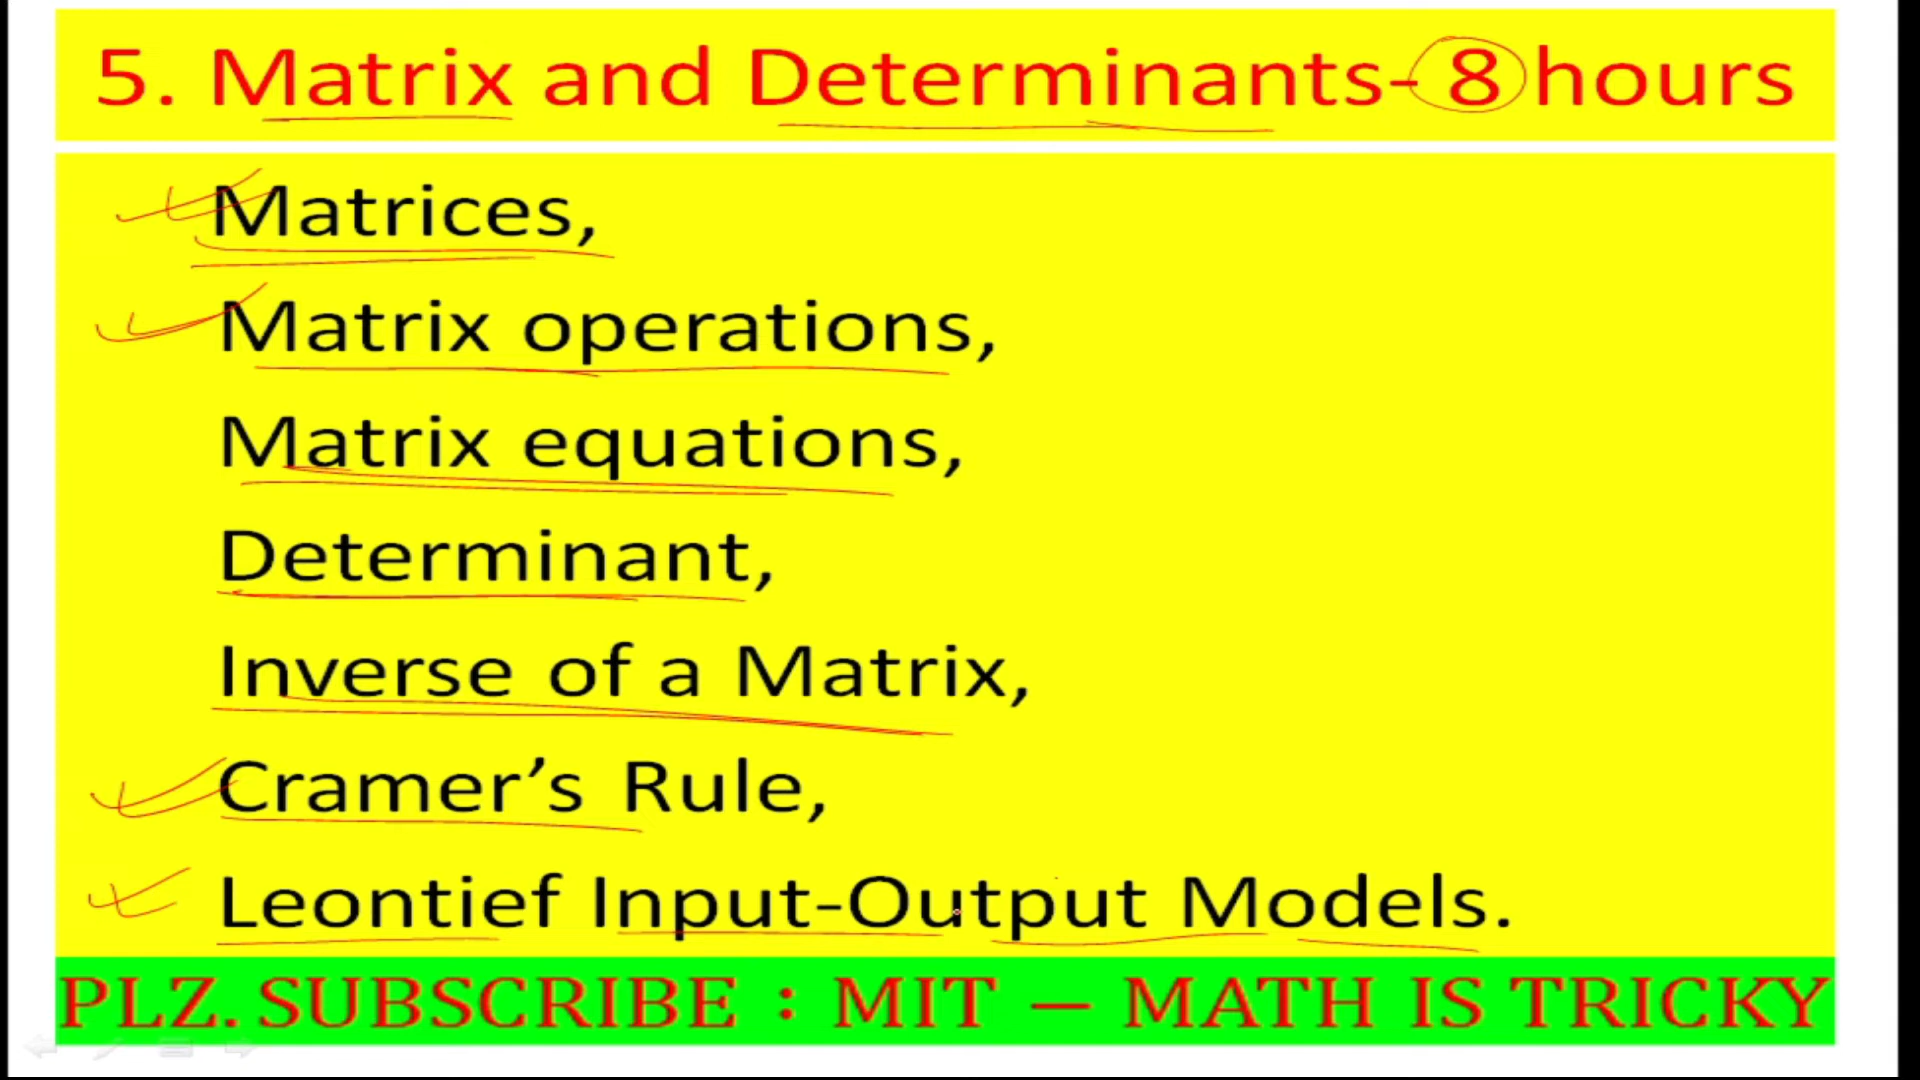 5. Matrix and Determinants- 8 hours
Matrices,
Matrix operations,
Matrix equations,
Determinant,
Inverse of a Matrix,
Cramer’s Rule,
Leontief Input-Output Models.
PLZ. SUBSCRIBE : MIT – MATH IS TRICKY